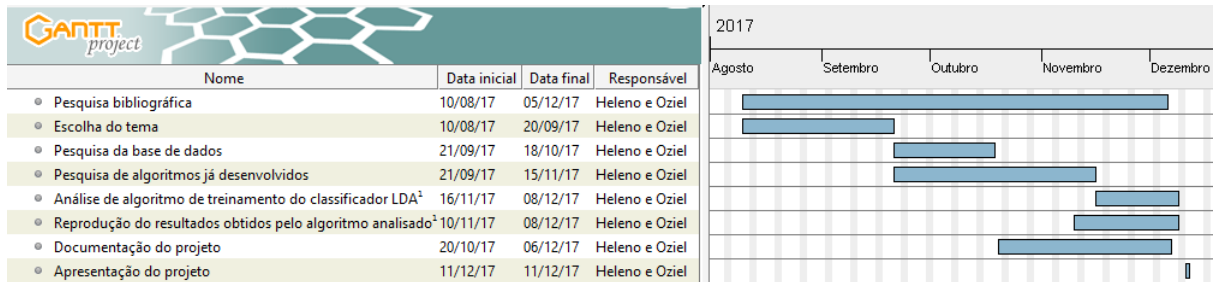 GANTT
project
2017
Agosto Setembro Outubro Novembro Dezembro
Nome Data inicial Data final Responsável
Pesquisa bibliográfica 10/08/17 05/12/17 Heleno e Oziel
Escolha do tema 10/08/17 20/09/17 Heleno e Oziel
Pesquisa da base de dados 21/09/17 18/10/17 Heleno e Oziel
Pesquisa de algoritmos já desenvolvidos 21/09/17 15/11/17 Heleno e Oziel
Análise de algoritmo de treinamento do classificador LDA¹ 16/11/17 08/12/17 Heleno e Oziel
Reprodução do resultados obtidos pelo algoritmo analisado¹ 10/11/17 08/12/17 Heleno e Oziel
Documentação do projeto 20/10/17 06/12/17 Heleno e Oziel
Apresentação do projeto 11/12/17 11/12/17 Heleno e Oziel